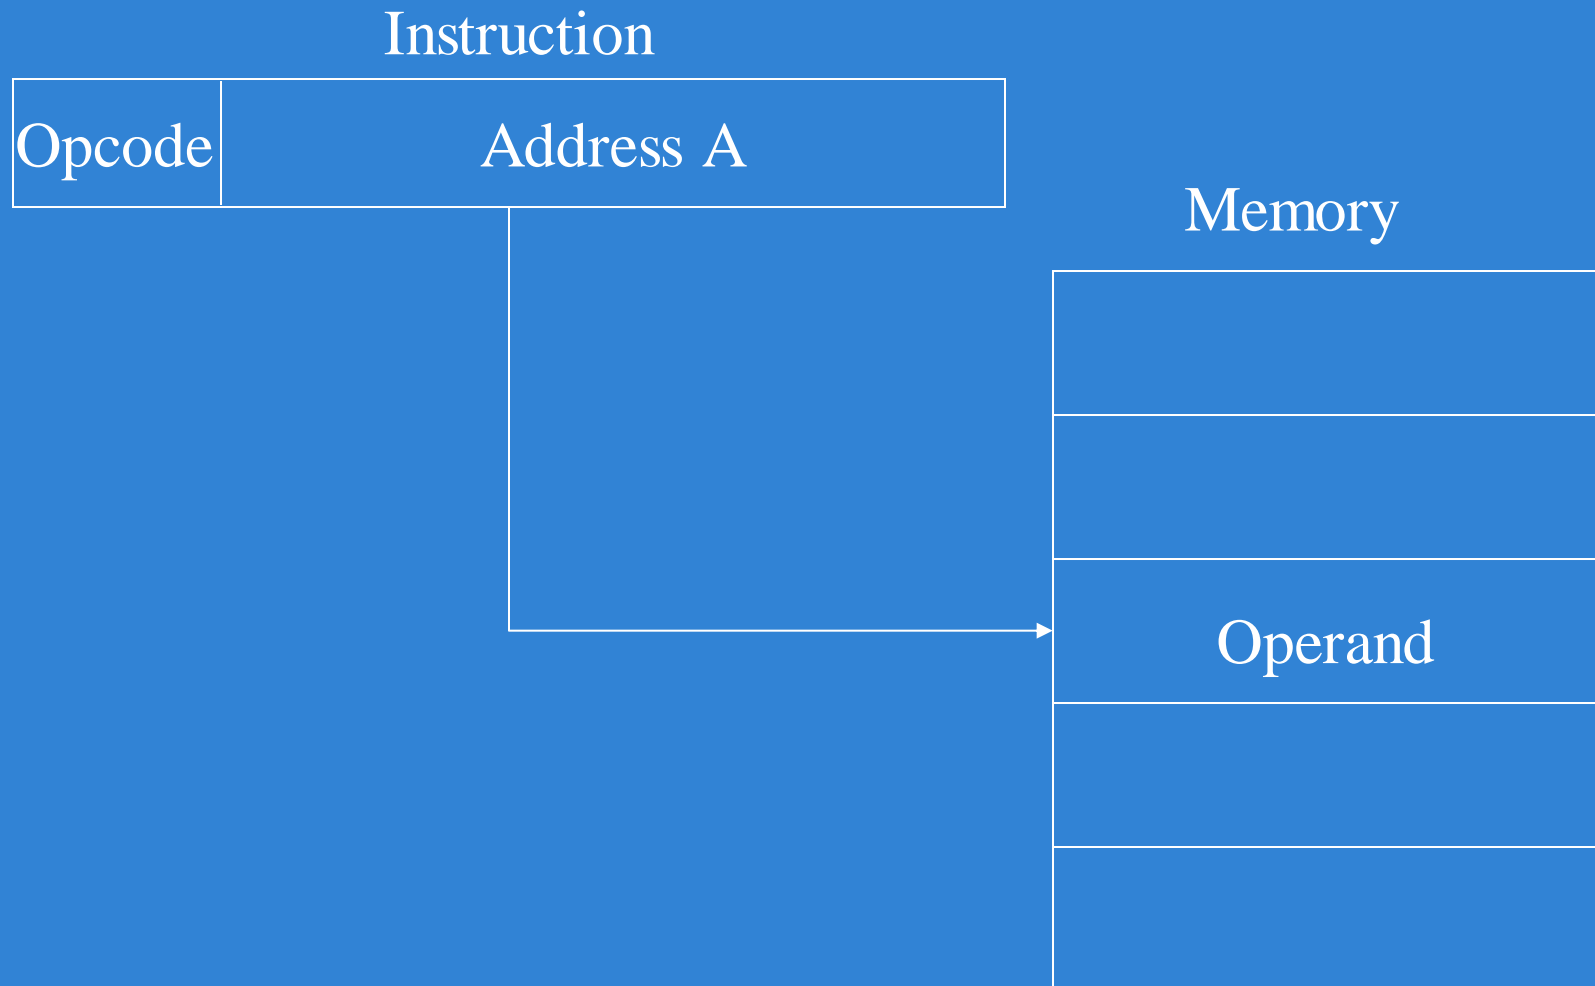 Instruction
Opcode
Address A
Memory
Operand